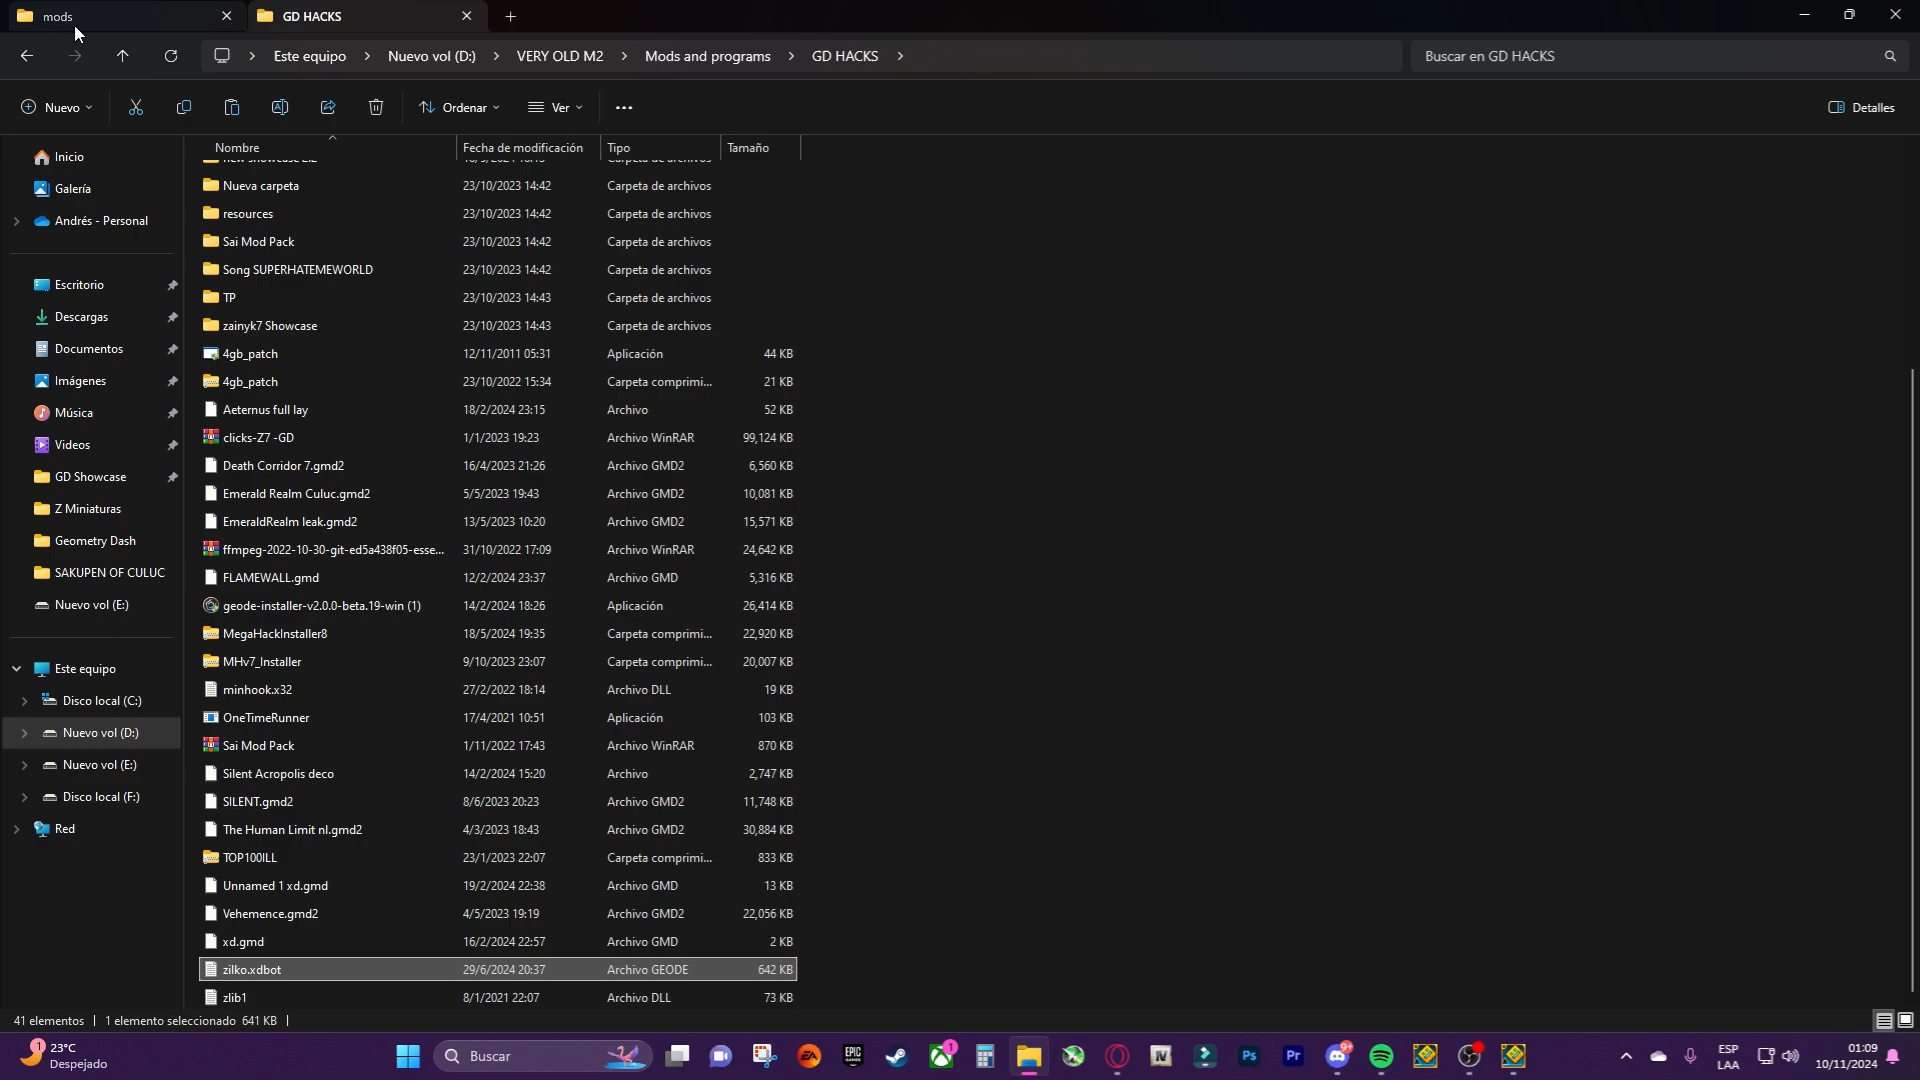 mods
GD HACKS
Este equipo > Nuevo vol (D:) > VERY OLD M2 > Mods and programs > GD HACKS >
Buscar en GD HACKS
Nuevo
Ordenar
Ver
Detalles
Nombre Fecha de modificación Tipo Tamaño
Inicio
Galería
Andrés - Personal
Escritorio
Descargas
Documentos
Imágenes
Música
Videos
GD Showcase
Z Miniaturas
Geometry Dash
SAKUPEN OF CULUC
Nuevo vol (E:)
Este equipo
Disco local (C:)
Nuevo vol (D:)
Nuevo vol (E:)
Disco local (F:)
Red
Nueva carpeta 23/10/2023 14:42 Carpeta de archivos
resources 23/10/2023 14:42 Carpeta de archivos
Sai Mod Pack 23/10/2023 14:42 Carpeta de archivos
Song SUPERHATEMEWORLD 23/10/2023 14:42 Carpeta de archivos
TP 23/10/2023 14:43 Carpeta de archivos
zainyk7 Showcase 23/10/2023 14:43 Carpeta de archivos
4gb_patch 12/11/2011 05:31 Aplicación 44 KB
4gb_patch 23/10/2022 15:34 Carpeta comprimi... 21 KB
Aeternus full lay 18/2/2024 23:15 Archivo 52 KB
clicks-Z7 -GD 1/1/2023 19:23 Archivo WinRAR 99,124 KB
Death Corridor 7.gmd2 16/4/2023 21:26 Archivo GMD2 6,560 KB
Emerald Realm Culuc.gmd2 5/5/2023 19:43 Archivo GMD2 10,081 KB
EmeraldRealm leak.gmd2 13/5/2023 10:20 Archivo GMD2 15,571 KB
ffmpeg-2022-10-30-git-ed5a438f05-esse... 31/10/2022 17:09 Archivo WinRAR 24,642 KB
FLAMEWALL.gmd 12/2/2024 23:37 Archivo GMD 5,316 KB
geode-installer-v2.0.0-beta.19-win (1) 14/2/2024 18:26 Aplicación 26,414 KB
MegaHackInstaller8 18/5/2024 19:35 Carpeta comprimi... 22,920 KB
MHv7_Installer 9/10/2023 23:07 Carpeta comprimi... 20,007 KB
minhook.x32 27/2/2022 18:14 Archivo DLL 19 KB
OneTimeRunner 17/4/2021 10:51 Aplicación 103 KB
Sai Mod Pack 1/11/2022 17:43 Archivo WinRAR 870 KB
Silent Acropolis deco 14/2/2024 15:20 Archivo 2,747 KB
SILENT.gmd2 8/6/2023 20:23 Archivo GMD2 11,748 KB
The Human Limit nl.gmd2 4/3/2023 18:43 Archivo GMD2 30,884 KB
TOP100ILL 23/1/2023 22:07 Carpeta comprimi... 833 KB
Unnamed 1 xd.gmd 19/2/2024 22:38 Archivo GMD 13 KB
Vehemence.gmd2 4/5/2023 19:19 Archivo GMD2 22,056 KB
xd.gmd 16/2/2024 22:57 Archivo GMD 2 KB
zilko.xdbot 29/6/2024 20:37 Archivo GEODE 642 KB
zlib1 8/1/2021 22:07 Archivo DLL 73 KB
41 elementos | 1 elemento seleccionado 641 KB |
1
23°C
Despejado
Buscar
EA
EPIC GAMES
1
IV
Ps
Pr
9+
ESP
LAA
01:09
10/11/2024